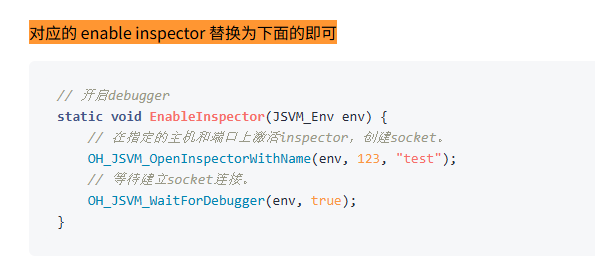 对应的 enable inspector 替换为下面的即可
// 开启debugger
static void EnableInspector(JSVM_Env env) {
    // 在指定的主机和端口上激活inspector，创建socket。
    OH_JSVM_OpenInspectorWithName(env, 123, "test");
    // 等待建立socket连接。
    OH_JSVM_WaitForDebugger(env, true);
}